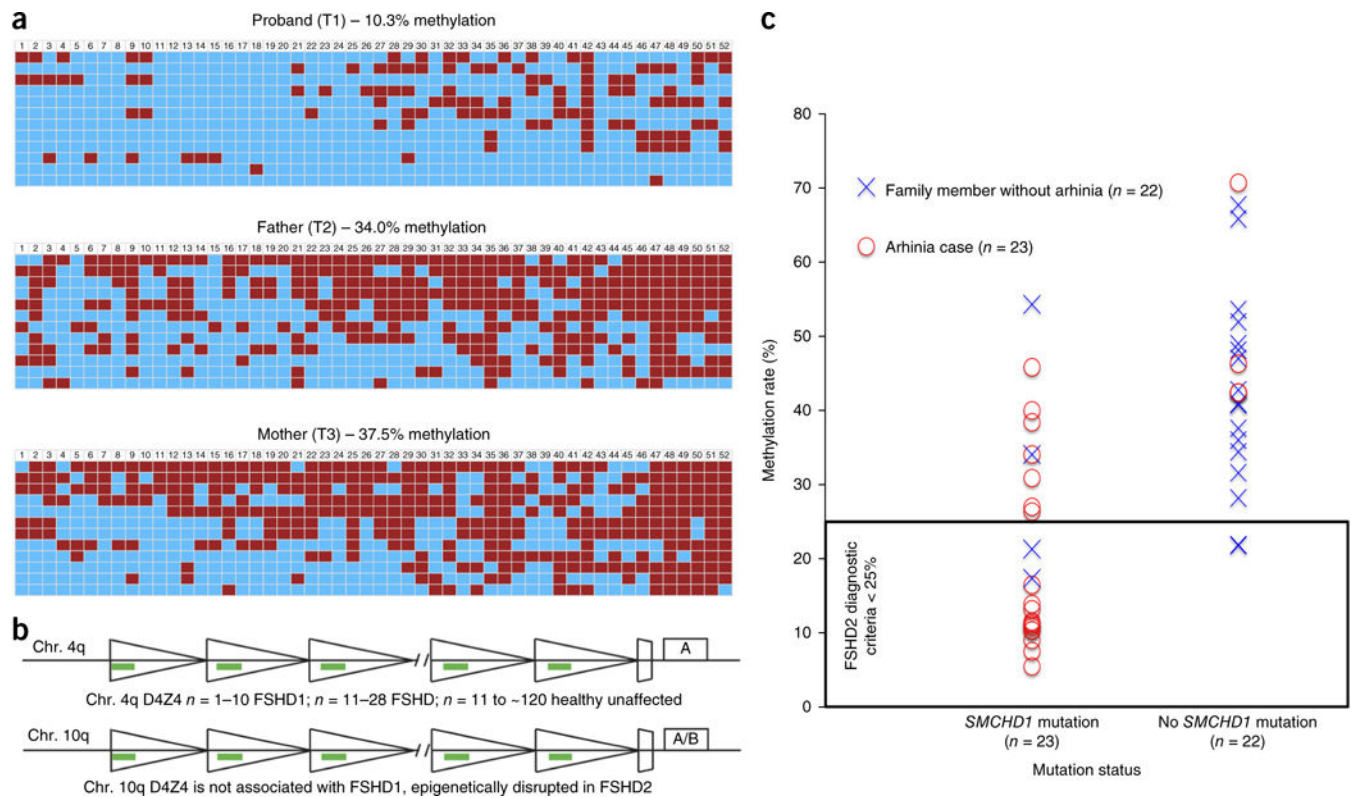 a
Proband (T1) – 10.3% methylation
1 2 3 4 5 6 7 8 9 10 11 12 13 14 15 16 17 18 19 20 21 22 23 24 25 26 27 28 29 30 31 32 33 34 35 36 37 38 39 40 41 42 43 44 45 46 47 48 49 50 51 52
Father (T2) – 34.0% methylation
1 2 3 4 5 6 7 8 9 10 11 12 13 14 15 16 17 18 19 20 21 22 23 24 25 26 27 28 29 30 31 32 33 34 35 36 37 38 39 40 41 42 43 44 45 46 47 48 49 50 51 52
Mother (T3) – 37.5% methylation
1 2 3 4 5 6 7 8 9 10 11 12 13 14 15 16 17 18 19 20 21 22 23 24 25 26 27 28 29 30 31 32 33 34 35 36 37 38 39 40 41 42 43 44 45 46 47 48 49 50 51 52
b
Chr. 4q
A
Chr. 4q D4Z4 n = 1–10 FSHD1; n = 11–28 FSHD; n = 11 to ~120 healthy unaffected
Chr. 10q
A/B
Chr. 10q D4Z4 is not associated with FSHD1, epigenetically disrupted in FSHD2
c
80
70
60
50
40
30
20
10
0
Methylation rate (%)
Family member without arhinia (n = 22)
Arhinia case (n = 23)
FSHD2 diagnostic
criteria < 25%
SMCHD1 mutation
(n = 23)
No SMCHD1 mutation
(n = 22)
Mutation status